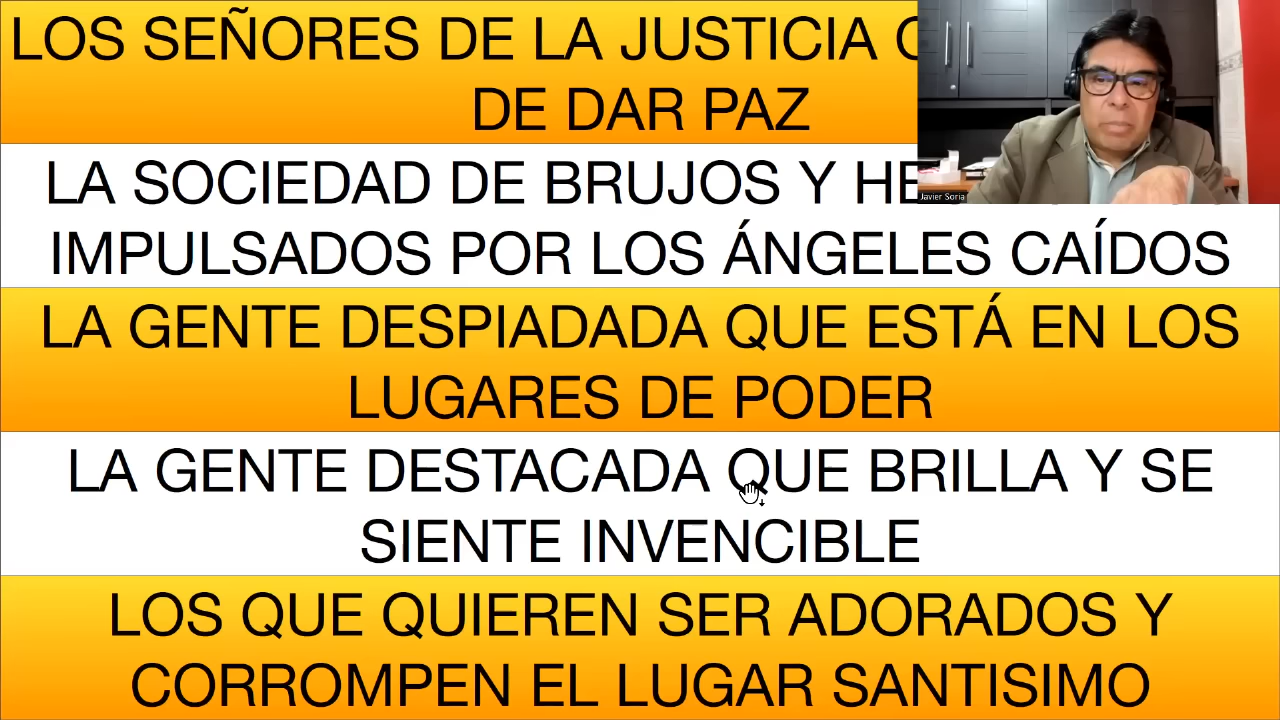 LOS SEÑORES DE LA JUSTICIA
DE DAR PAZ
LA SOCIEDAD DE BRUJOS Y
IMPULSADOS POR LOS ÁNGELES CAÍDOS
LA GENTE DESPIADADA QUE ESTÁ EN LOS
LUGARES DE PODER
LA GENTE DESTACADA QUE BRILLA Y SE
SIENTE INVENCIBLE
LOS QUE QUIEREN SER ADORADOS Y
CORROMPEN EL LUGAR SANTISIMO
Javier Soria